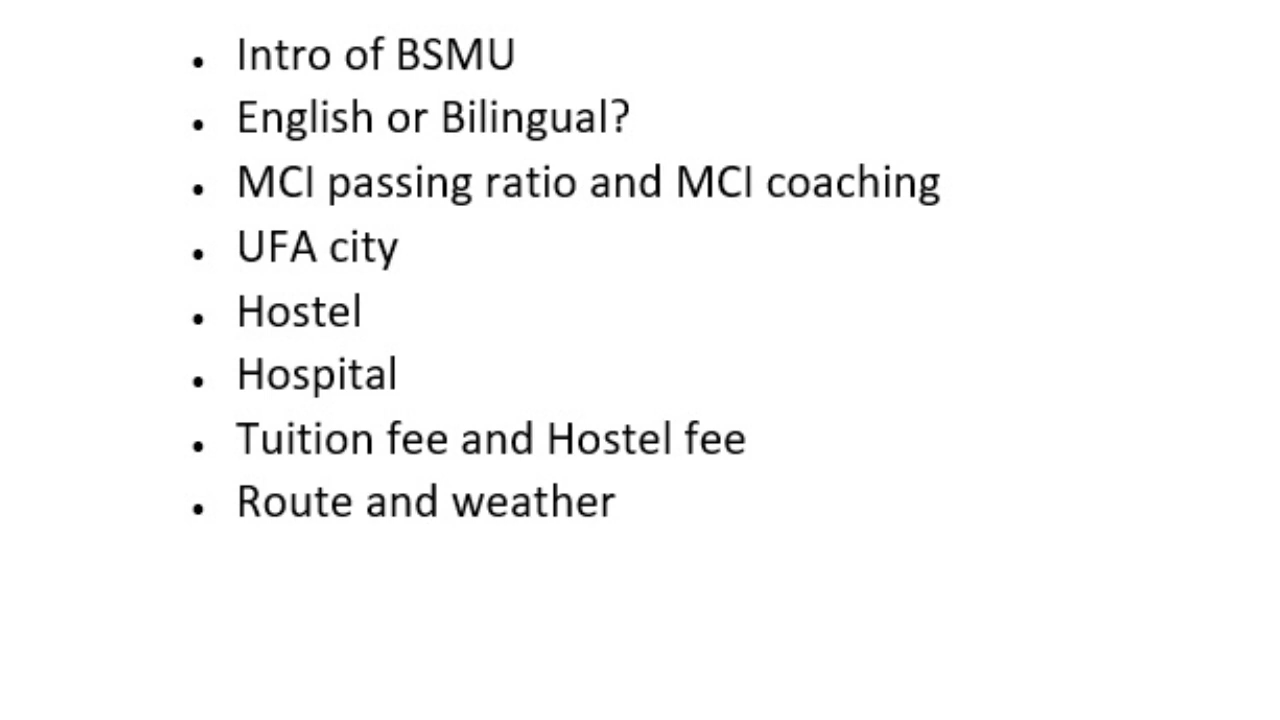 • Intro of BSMU
• English or Bilingual?
• MCI passing ratio and MCI coaching
• UFA city
• Hostel
• Hospital
• Tuition fee and Hostel fee
• Route and weather